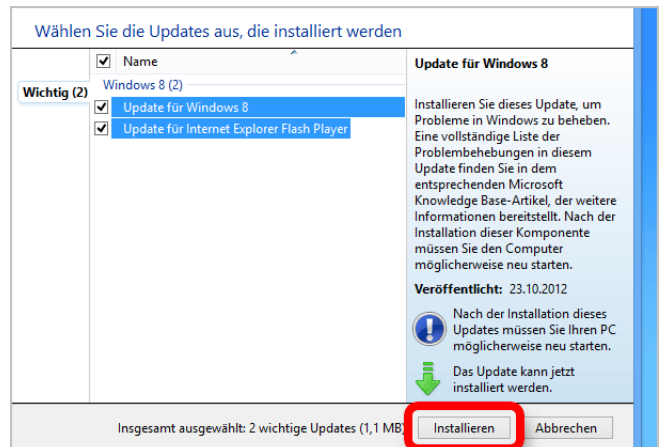 Wählen Sie die Updates aus, die installiert werden
Name
Wichtig (2)
Windows 8 (2)
Update für Windows 8
Update für Internet Explorer Flash Player
Update für Windows 8
Installieren Sie dieses Update, um
Probleme in Windows zu beheben.
Eine vollständige Liste der
Problembehebungen in diesem
Update finden Sie in dem
entsprechenden Microsoft
Knowledge Base-Artikel, der weitere
Informationen bereitstellt. Nach der
Installation dieser Komponente
müssen Sie den Computer
möglicherweise neu starten.
Veröffentlicht: 23.10.2012
Nach der Installation dieses
Updates müssen Sie Ihren PC
möglicherweise neu starten.
Das Update kann jetzt
installiert werden.
Insgesamt ausgewählt: 2 wichtige Updates (1,1 MB)
Installieren
Abbrechen